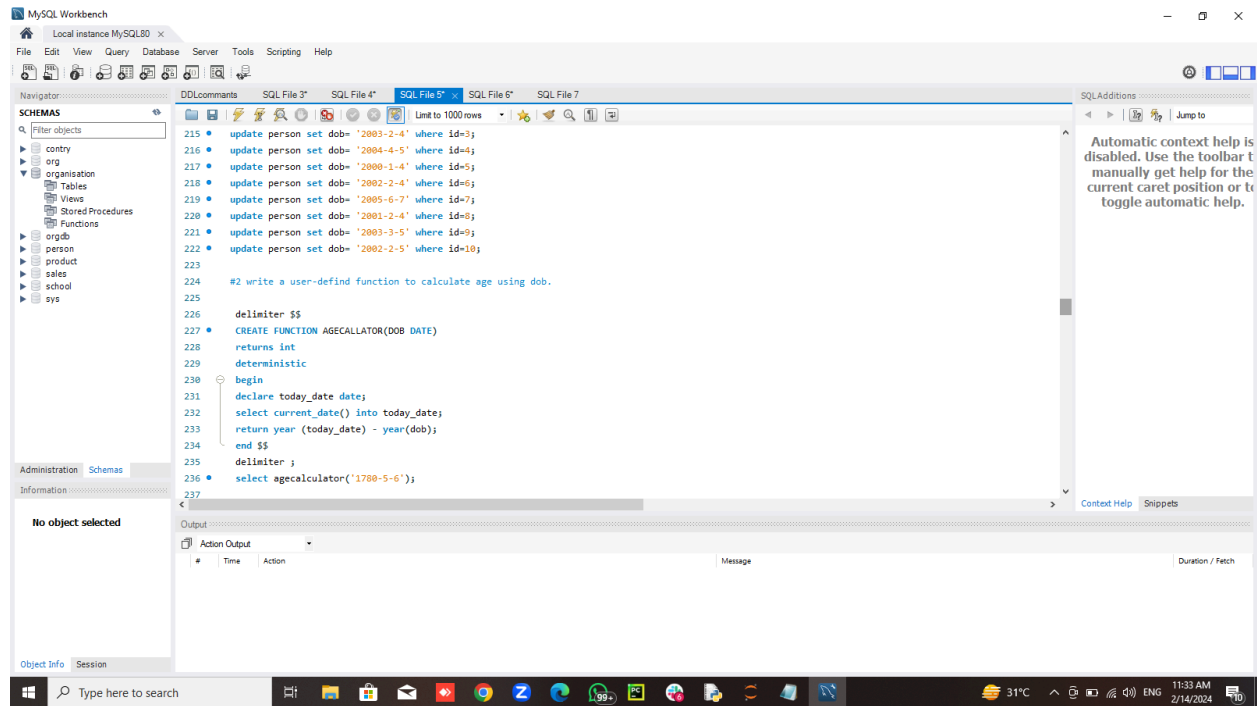 MySQL Workbench
Local instance MySQL80
File Edit View Query Database Server Tools Scripting Help
Navigator
SCHEMAS
Filter objects
contry
org
organisation
Tables
Views
Stored Procedures
Functions
orgdb
person
product
sales
school
sys
Administration Schemas
Information
No object selected
Object Info Session
DDLcommants SQL File 3* SQL File 4* SQL File 5* SQL File 6* SQL File 7
Limit to 1000 rows
215 update person set dob= '2003-2-4' where id=3;
216 update person set dob= '2004-4-5' where id=4;
217 update person set dob= '2000-1-4' where id=5;
218 update person set dob= '2002-2-4' where id=6;
219 update person set dob= '2005-6-7' where id=7;
220 update person set dob= '2001-2-4' where id=8;
221 update person set dob= '2003-3-5' where id=9;
222 update person set dob= '2002-2-5' where id=10;
223
224 #2 write a user-defind function to calculate age using dob.
225
226 delimiter $$
227 CREATE FUNCTION AGECALLATOR(DOB DATE)
228 returns int
229 deterministic
230 begin
231 declare today_date date;
232 select current_date() into today_date;
233 return year (today_date) - year(dob);
234 end $$
235 delimiter ;
236 select agecalculator('1780-5-6');
237
Output
Action Output
# Time Action Message Duration / Fetch
SQLAdditions
Jump to
Automatic context help is
disabled. Use the toolbar t
manually get help for the
current caret position or to
toggle automatic help.
Context Help Snippets
Type here to search
99+
31°C
ENG
11:33 AM
2/14/2024
10